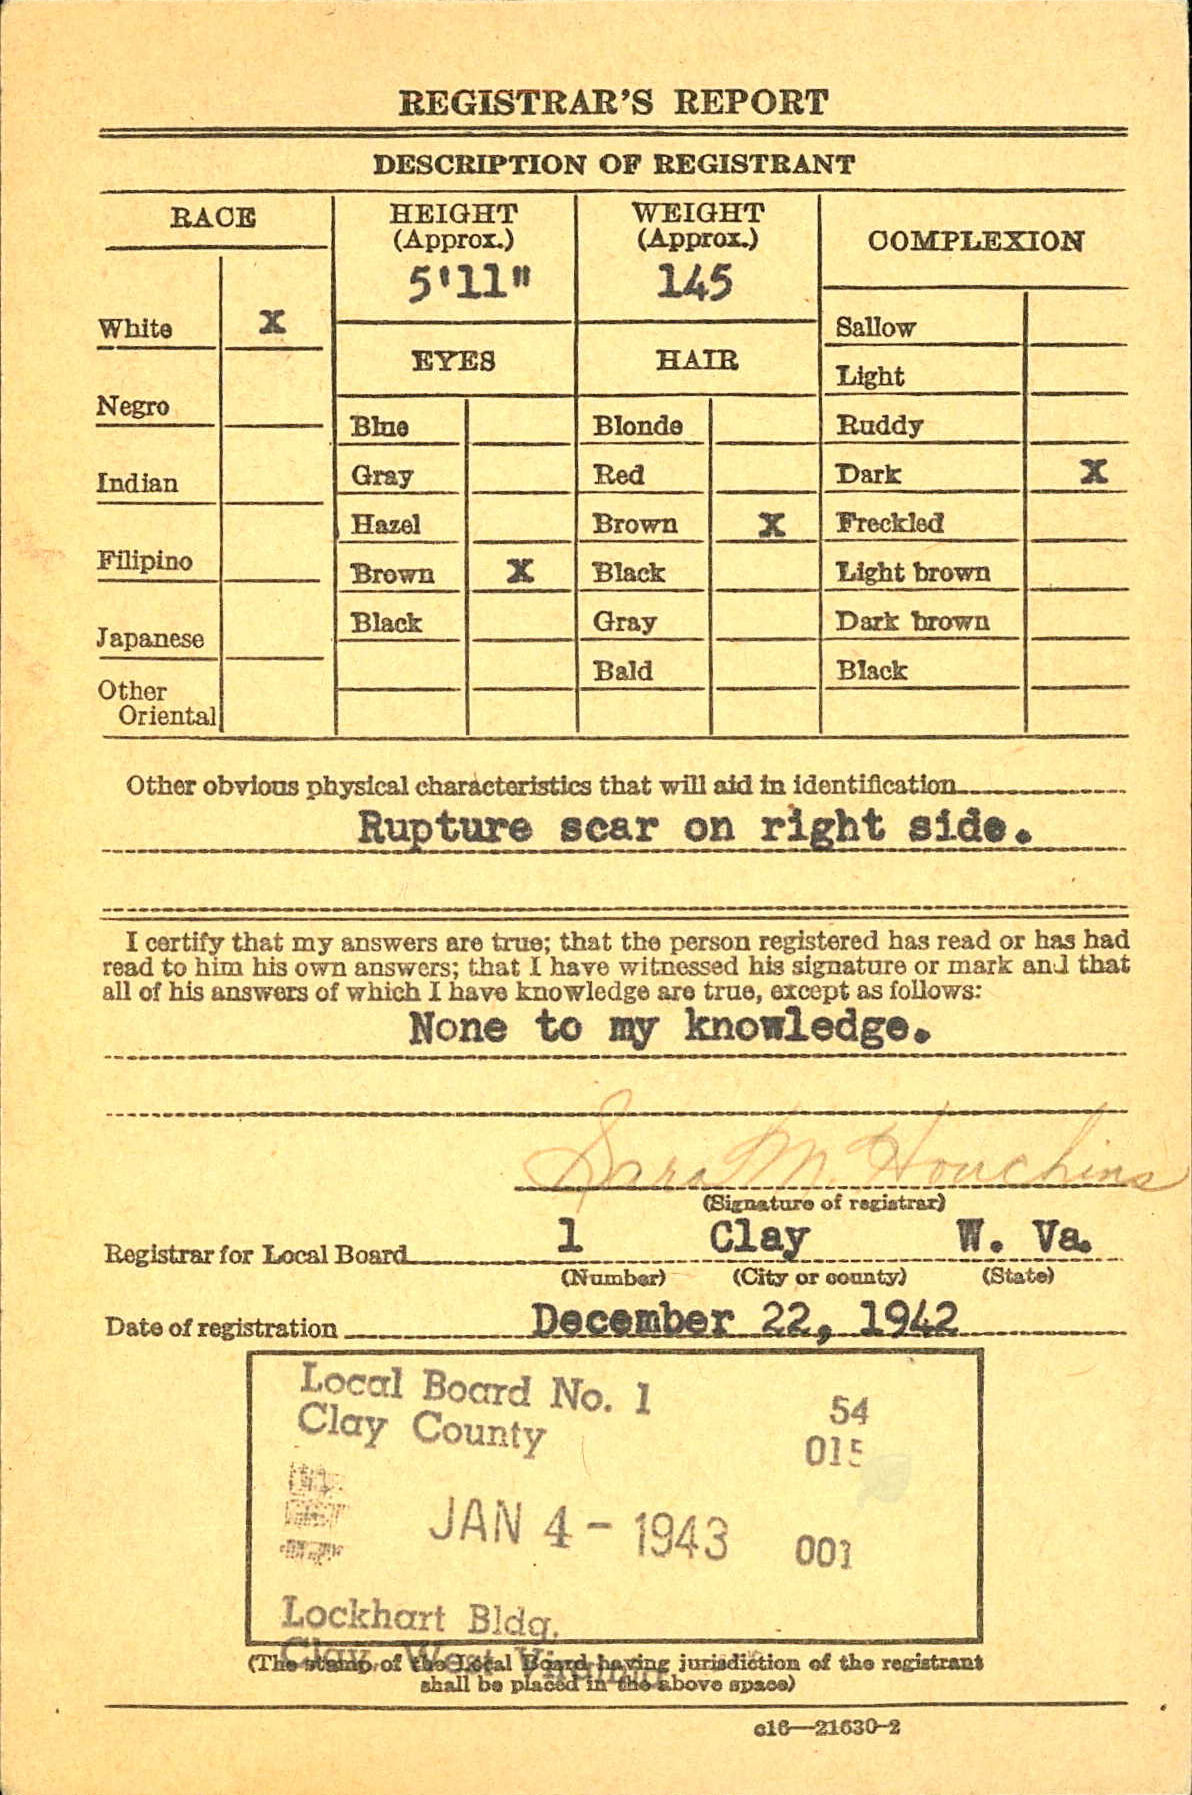 REGISTRAR'S REPORT
DESCRIPTION OF REGISTRANT
RACE
White X
Negro
Indian
Filipino
Japanese
Other
Oriental
HEIGHT
(Approx.)
5'11"
WEIGHT
(Approx.)
145
EYES
Blue
Gray
Hazel
Brown X
Black
HAIR
Blonde
Red
Brown X
Black
Gray
Bald
COMPLEXION
Sallow
Light
Ruddy
Dark X
Freckled
Light brown
Dark brown
Black
Other obvious physical characteristics that will aid in identification
Rupture scar on right side.
I certify that my answers are true; that the person registered has read or has had
read to him his own answers; that I have witnessed his signature or mark and that
all of his answers of which I have knowledge are true, except as follows:
None to my knowledge.
Sara M. Houchins
(Signature of registrar)
Registrar for Local Board 1 Clay W. Va.
(Number) (City or county) (State)
Date of registration December 22, 1942
Local Board No. 1
Clay County
54
015
JAN 4 - 1943 001
Lockhart Bldg.
Clay, West Virginia
(The stamp of the Local Board having jurisdiction of the registrant
shall be placed in the above space)
c16—21630-2